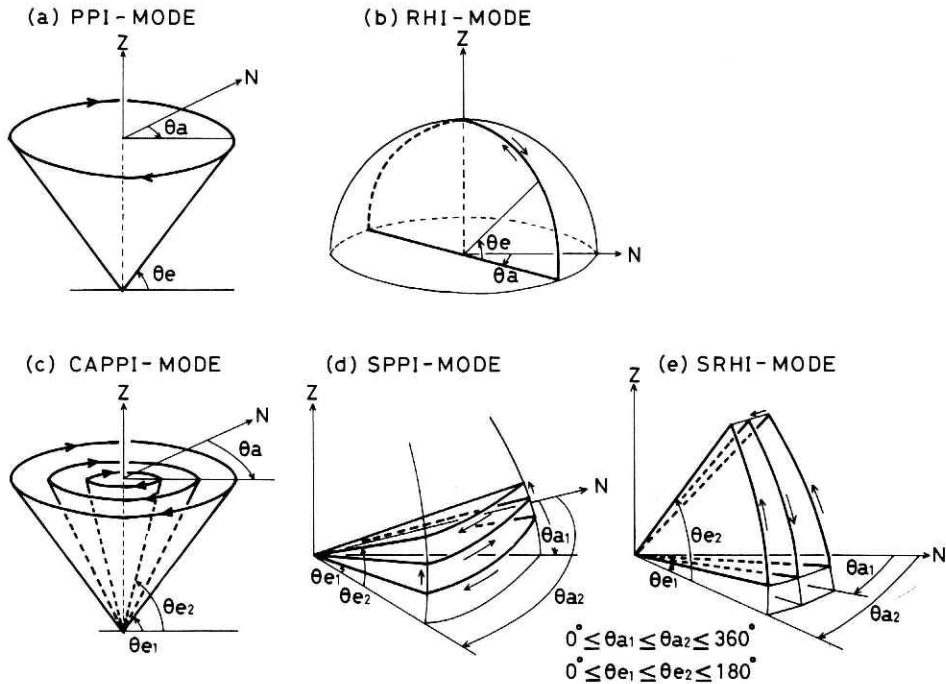 (a) PPI-MODE
Z
N
θa
θe
(b) RHI-MODE
Z
θe
θa
N
(c) CAPPI-MODE
Z
N
θa
θe2
θe1
(d) SPPI-MODE
Z
N
θa1
θe1
θe2
θa2
(e) SRHI-MODE
Z
θe2
N
θe1
θa1
θa2
0°≤θa1≤θa2≤360°
0°≤θe1≤θe2≤180°